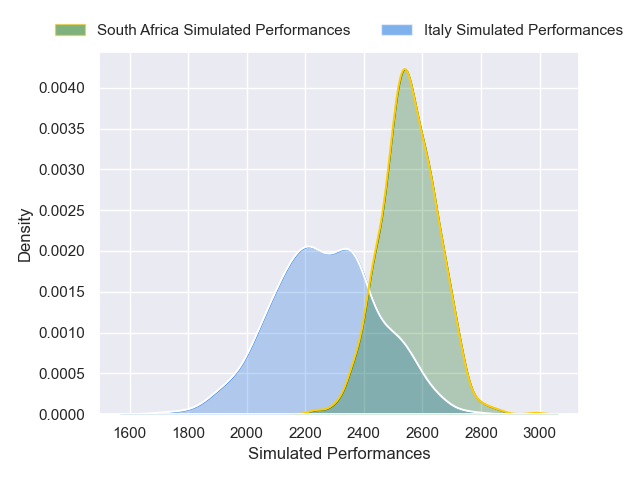 South Africa Simulated Performances Italy Simulated Performances
0.0040
0.0035
0.0030
0.0025
0.0020
0.0015
0.0010
0.0005
0.0000
Density
1600 1800 2000 2200 2400 2600 2800 3000
Simulated Performances